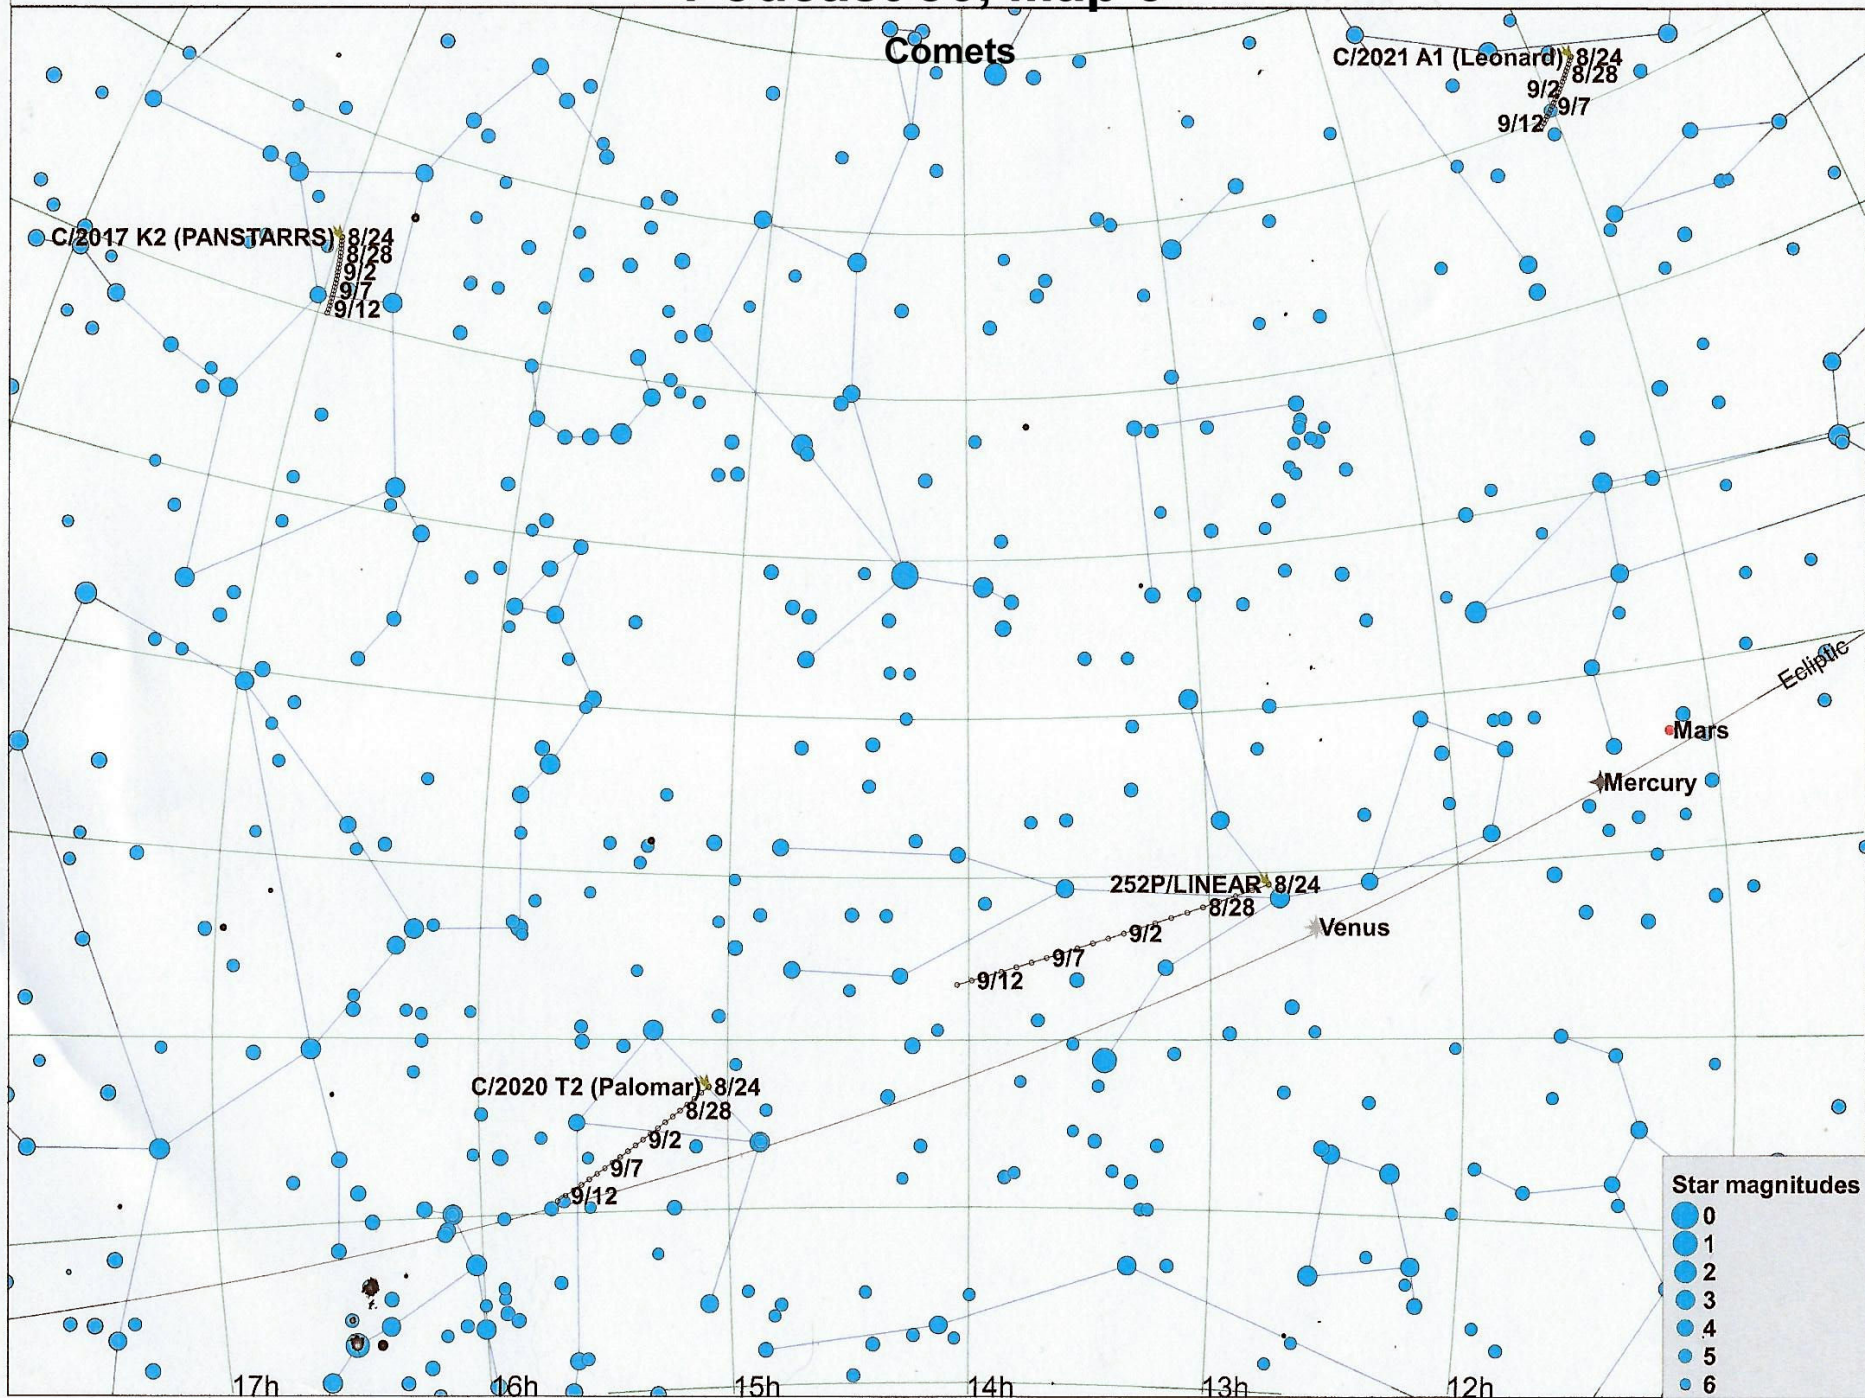 Comets
C/2021 A1 (Leonard) 8/24
8/28
9/2
9/7
9/12
C/2017 K2 (PANSTARRS) 8/24
8/28
9/2
9/7
9/12
Ecliptic
Mars
Mercury
252P/LINEAR 8/24
8/28
Venus
9/2
9/7
9/12
C/2020 T2 (Palomar) 8/24
8/28
9/2
9/7
9/12
Star magnitudes
0
1
2
3
4
5
6
17h 16h 15h 14h 13h 12h